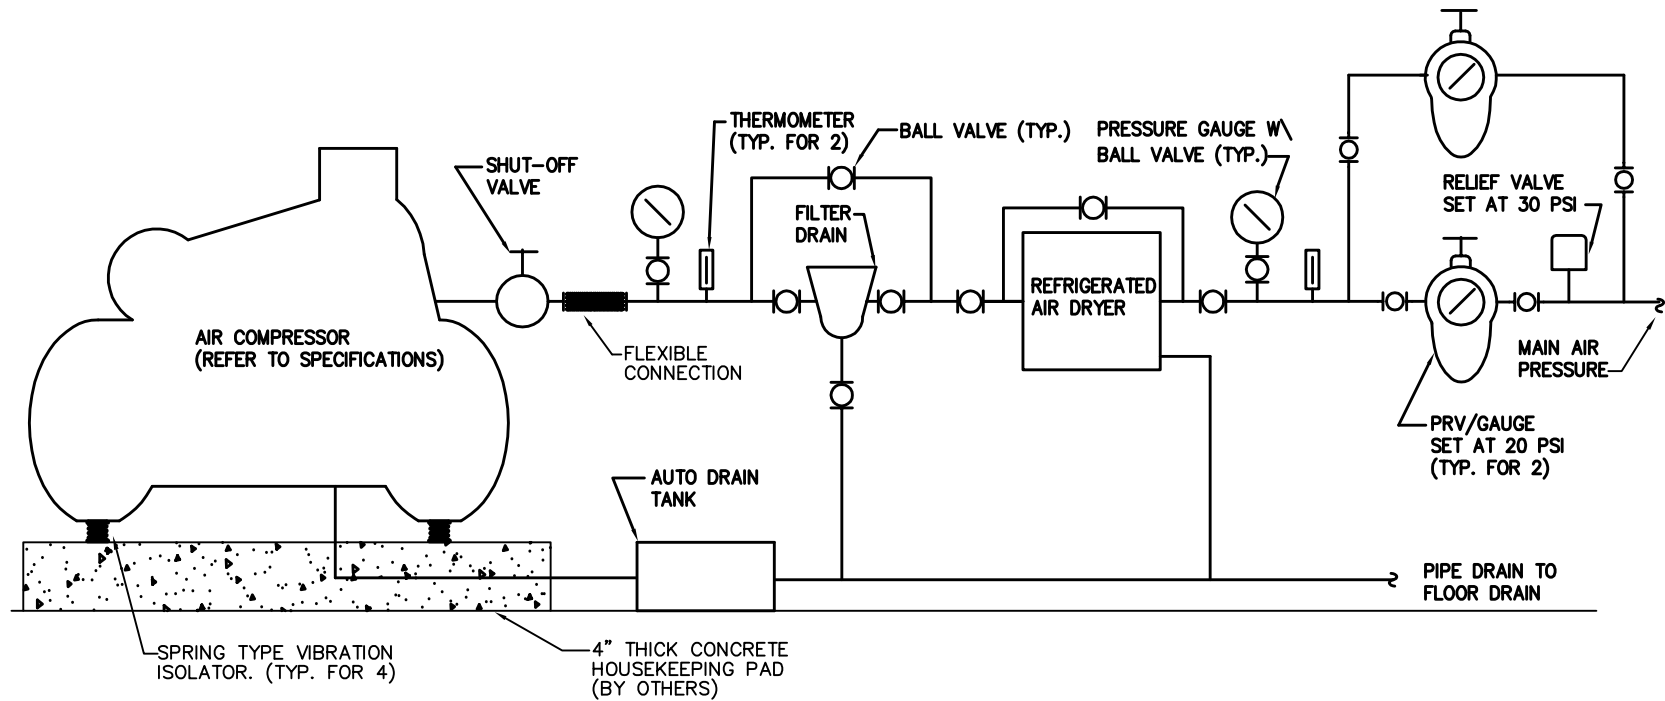 THERMOMETER
(TYP. FOR 2)
BALL VALVE (TYP.)
PRESSURE GAUGE W\
BALL VALVE (TYP.)
SHUT-OFF
VALVE
RELIEF VALVE
SET AT 30 PSI
FILTER
DRAIN
REFRIGERATED
AIR DRYER
AIR COMPRESSOR
(REFER TO SPECIFICATIONS)
FLEXIBLE
CONNECTION
MAIN AIR
PRESSURE
PRV/GAUGE
SET AT 20 PSI
(TYP. FOR 2)
AUTO DRAIN
TANK
PIPE DRAIN TO
FLOOR DRAIN
SPRING TYPE VIBRATION
ISOLATOR. (TYP. FOR 4)
4" THICK CONCRETE
HOUSEKEEPING PAD
(BY OTHERS)